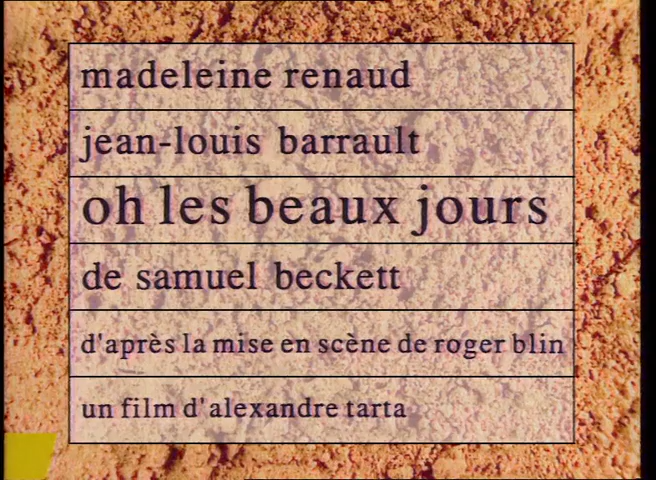 madeleine renaud
jean-louis barrault
oh les beaux jours
de samuel beckett
d'après la mise en scène de roger blin
un film d'alexandre tarta